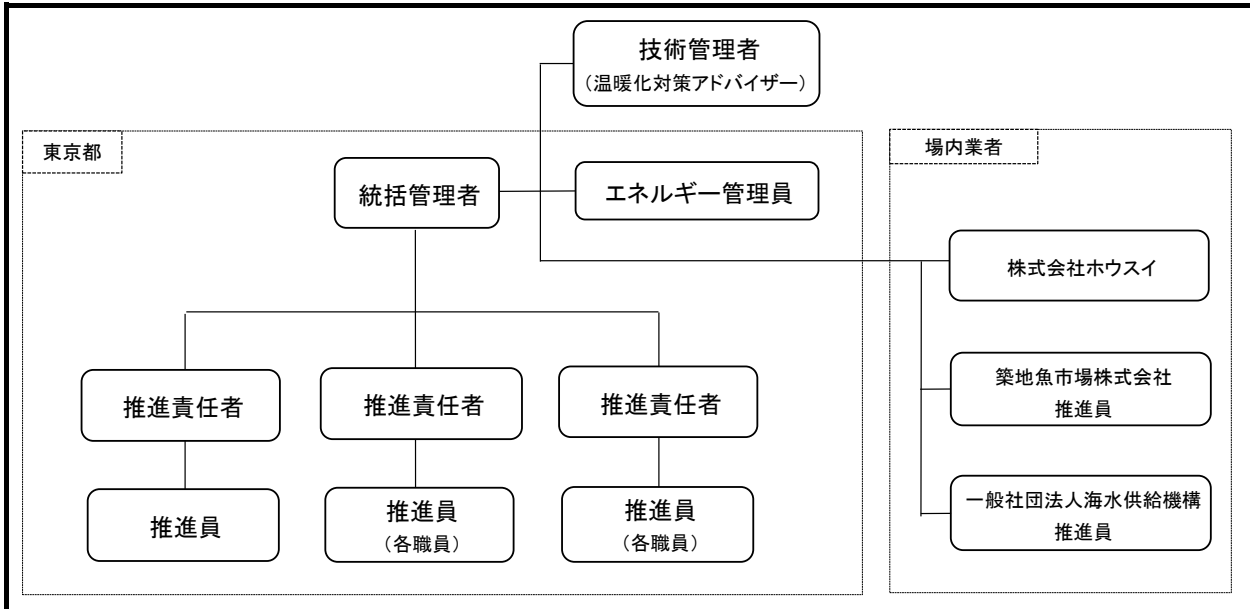 技術管理者
（温暖化対策アドバイザー）
東京都
場内業者
統括管理者
エネルギー管理員
株式会社ホウスイ
推進責任者
推進責任者
推進責任者
築地魚市場株式会社
推進員
推進員
推進員
（各職員）
推進員
（各職員）
一般社団法人海水供給機構
推進員